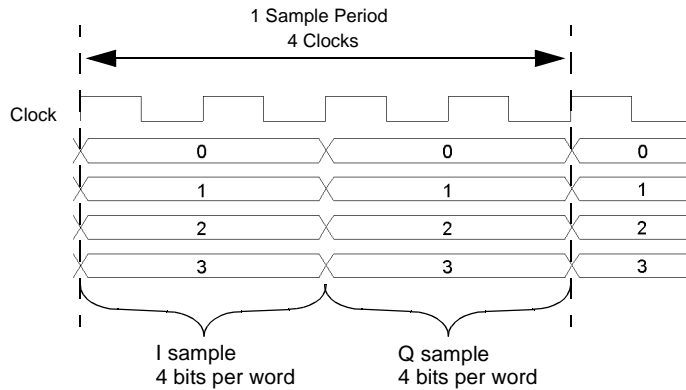 1 Sample Period
4 Clocks
Clock
0 0 0
1 1 1
2 2 2
3 3 3
I sample
4 bits per word
Q sample
4 bits per word